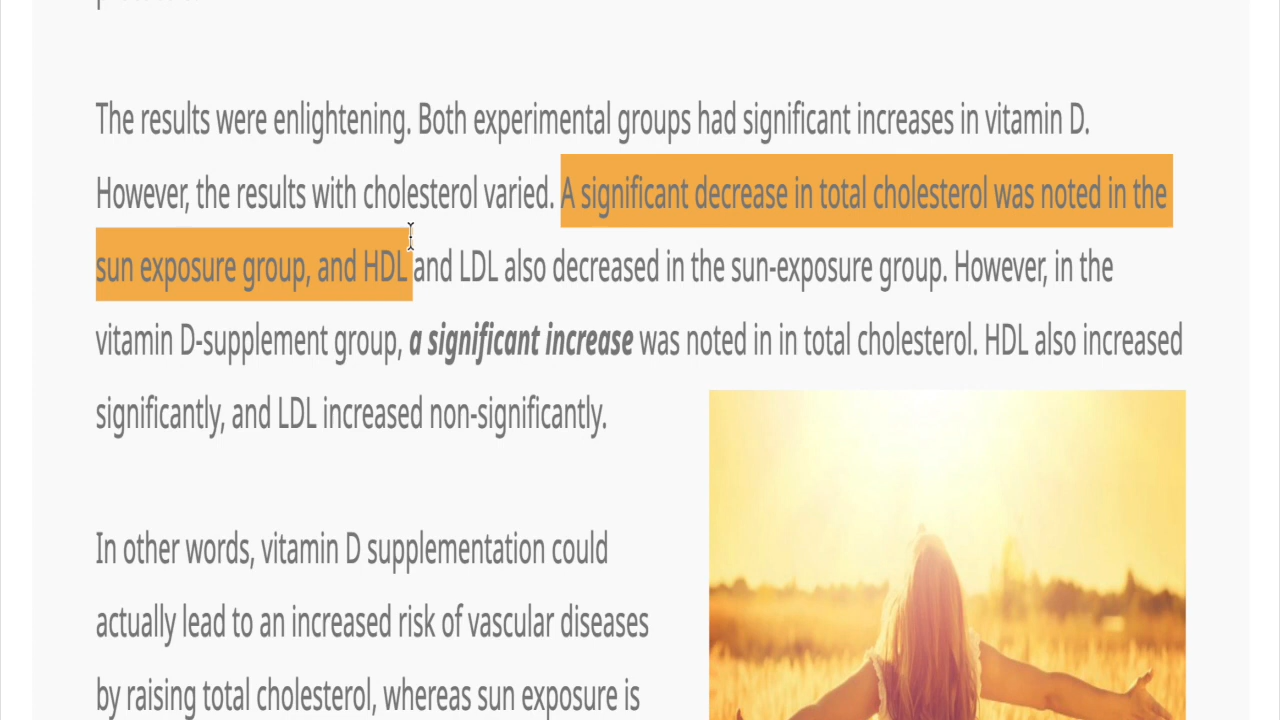 The results were enlightening. Both experimental groups had significant increases in vitamin D.
However, the results with cholesterol varied. A significant decrease in total cholesterol was noted in the
sun exposure group, and HDL and LDL also decreased in the sun-exposure group. However, in the
vitamin D-supplement group, a significant increase was noted in in total cholesterol. HDL also increased
significantly, and LDL increased non-significantly.
In other words, vitamin D supplementation could
actually lead to an increased risk of vascular diseases
by raising total cholesterol, whereas sun exposure is